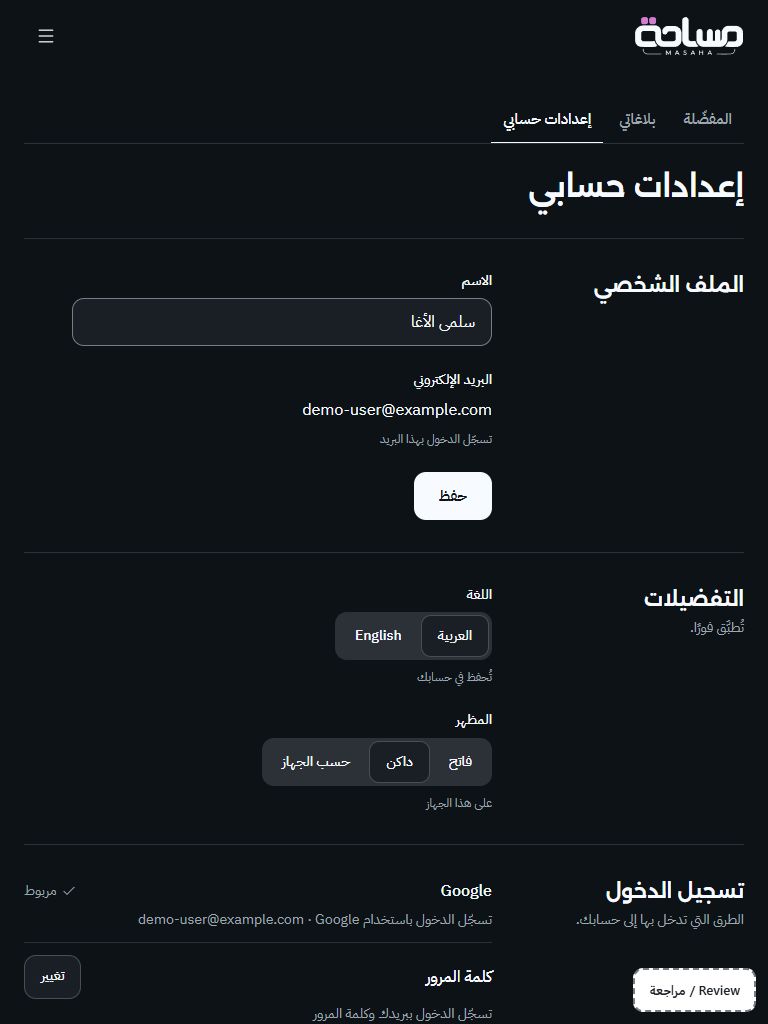 مساحة
MASAHA
المفضّلة
بلاغاتي
إعدادات حسابي
إعدادات حسابي
الملف الشخصي
الاسم
سلمى الأغا
البريد الإلكتروني
demo-user@example.com
تسجّل الدخول بهذا البريد
حفظ
التفضيلات
تُطبَّق فورًا.
اللغة
العربية
English
تُحفظ في حسابك
المظهر
فاتح
داكن
حسب الجهاز
على هذا الجهاز
تسجيل الدخول
الطرق التي تدخل بها إلى حسابك.
Google
مربوط
تسجّل الدخول باستخدام Google · demo-user@example.com
كلمة المرور
تغيير
تسجّل الدخول ببريدك وكلمة المرور
Review / مراجعة